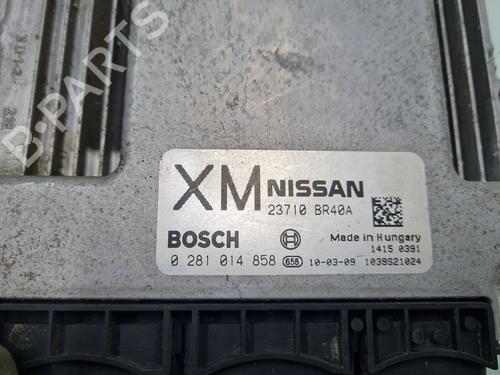 B-PARTS
XM NISSAN
23710 BR40A
BOSCH
Made in Hungary
1415 0391
0 281 014 858 658 10-03-09 1039S21024